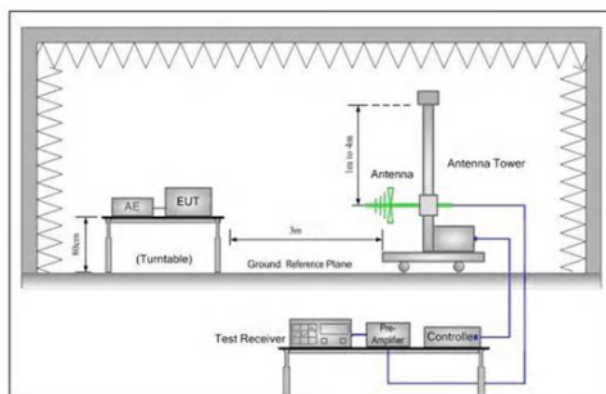 1m to 4m
Antenna
Antenna Tower
AE
EUT
80cm
(Turntable)
3m
Ground Reference Plane
Test Receiver
Pre-
Amplifier
Controller